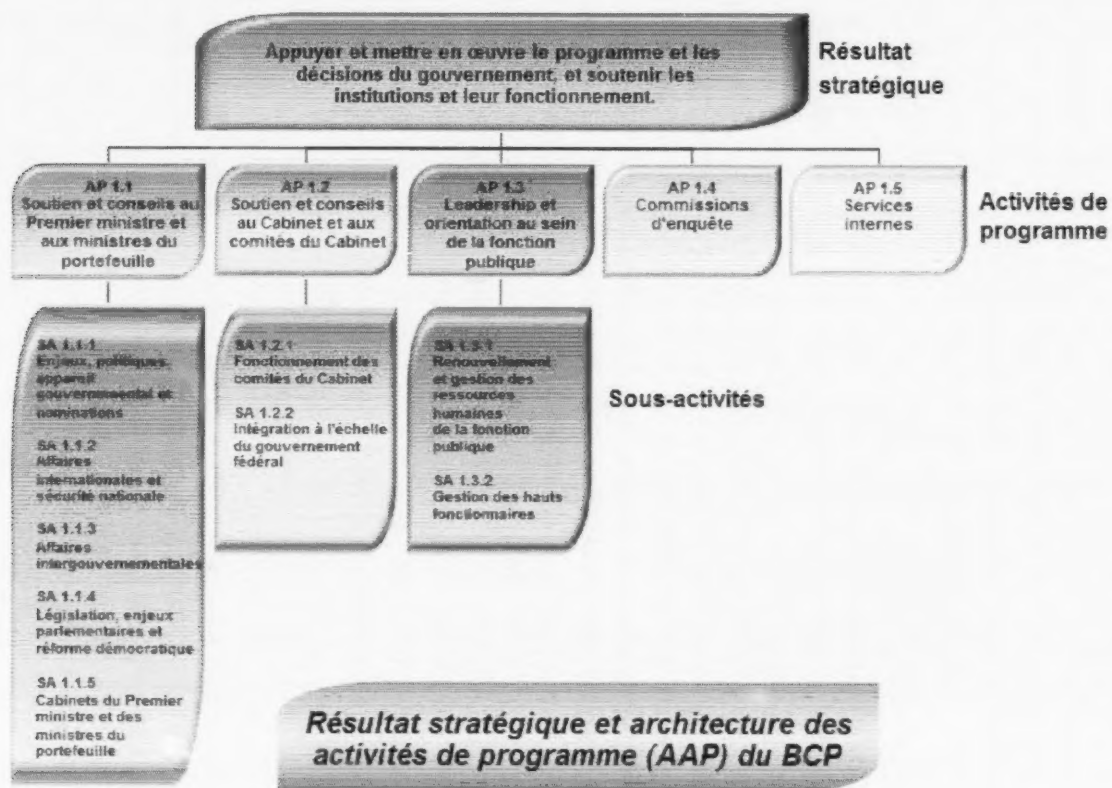 Appuyer et mettre en œuvre le programme et les
décisions du gouvernement, et soutenir les
institutions et leur fonctionnement.
Résultat
stratégique
AP 1.1
Soutien et conseils au
Premier ministre et
aux ministres du
portefeuille
AP 1.2
Soutien et conseils
au Cabinet et aux
comités du Cabinet
AP 1.3
Leadership et
orientation au sein
de la fonction
publique
AP 1.4
Commissions
d'enquête
AP 1.5
Services
internes
Activités de
programme
SA 1.1.1
Enjeux, politiques,
appareil
gouvernmental et
nominations
SA 1.1.2
Affaires
internationales et
sécurité nationale
SA 1.1.3
Affaires
intergouvernementales
SA 1.1.4
Législation, enjeux
parlementaires et
réforme démocratique
SA 1.1.5
Cabinets du Premier
ministre et des
ministres du
portefeuille
SA 1.2.1
Fonctionnement des
comités du Cabinet
SA 1.2.2
Intégration à l'échelle
du gouvernement
fédéral
SA 1.3.1
Renouvellement
et gestion des
ressourdes
humaines
de la fonction
publique
SA 1.3.2
Gestion des hauts
fonctionnaires
Sous-activités
Résultat stratégique et architecture des
activités de programme (AAP) du BCP